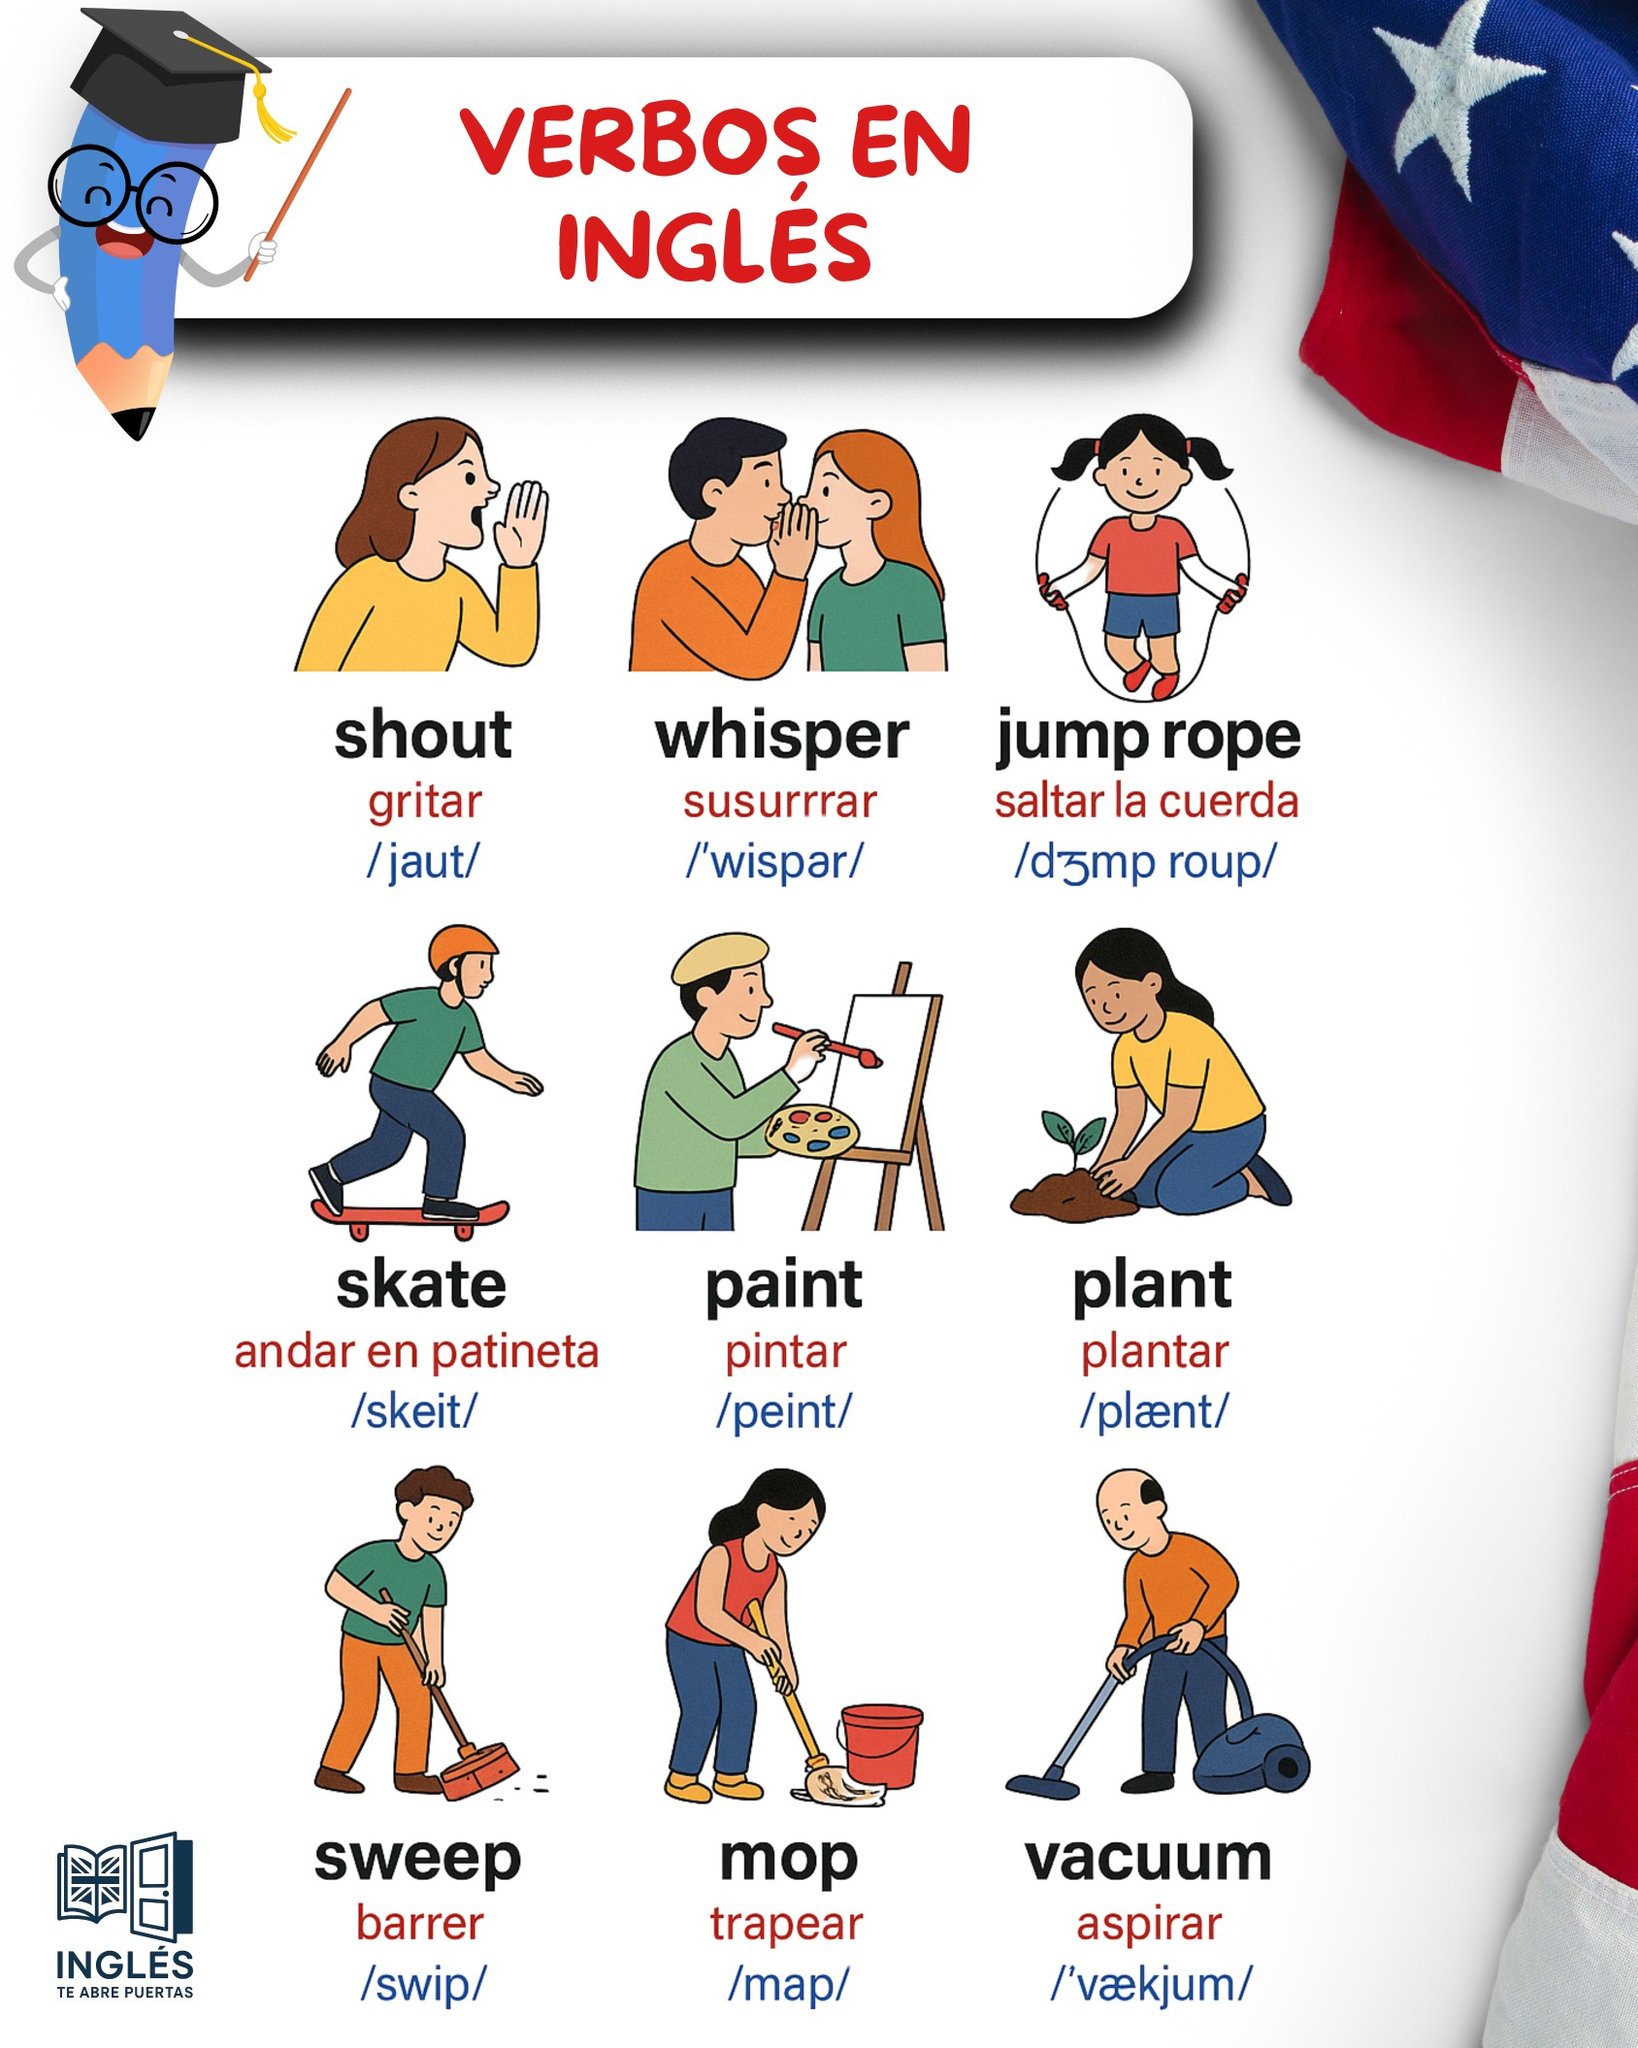 VERBOS EN
INGLÉS
shout
gritar
/jaut/
whisper
susurrrar
/'wispər/
jump rope
saltar la cuerda
/dʒmp roup/
skate
andar en patineta
/skeit/
paint
pintar
/peint/
plant
plantar
/plænt/
sweep
barrer
/swip/
mop
trapear
/map/
vacuum
aspirar
/'vækjum/
INGLÉS
TE ABRE PUERTAS